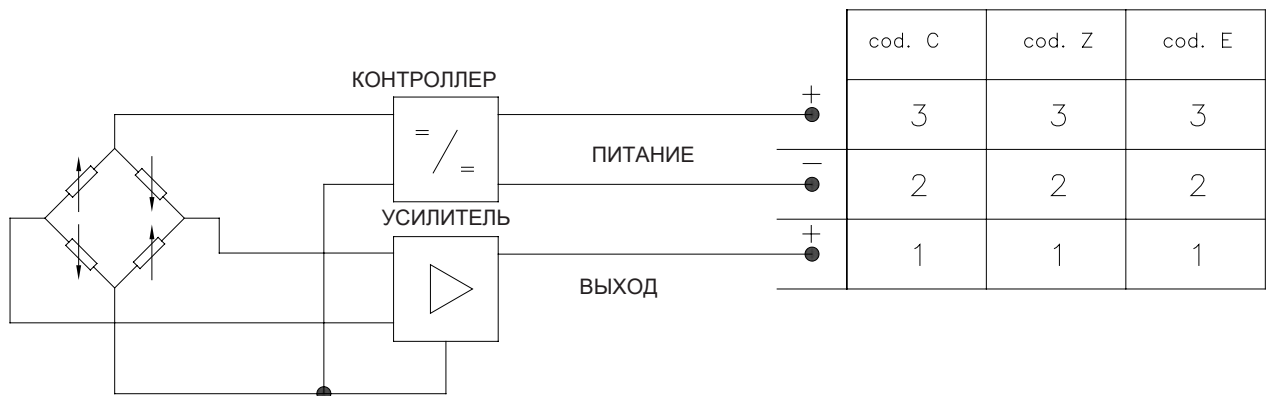 cod. C cod. Z cod. E
КОНТРОЛЛЕР
+ 3 3 3
= / =
ПИТАНИЕ
− 2 2 2
УСИЛИТЕЛЬ
+ 1 1 1
ВЫХОД